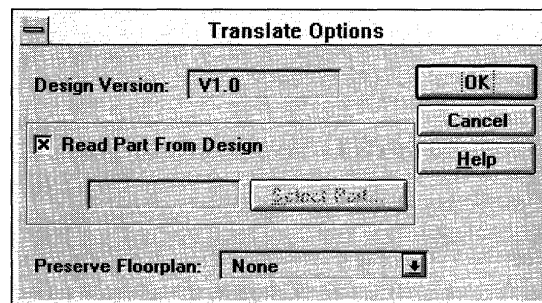 Translate Options
Design Version: V1.0
OK
Cancel
Read Part From Design
Help
Select Part...
Preserve Floorplan: None